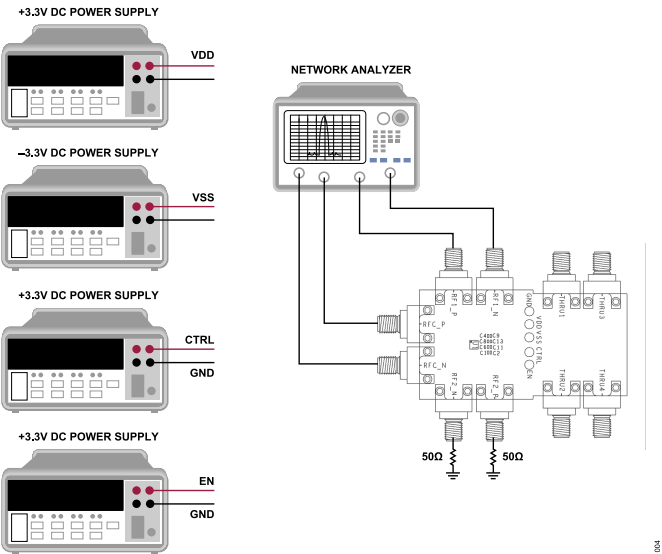 +3.3V DC POWER SUPPLY
VDD
–3.3V DC POWER SUPPLY
VSS
+3.3V DC POWER SUPPLY
CTRL
GND
+3.3V DC POWER SUPPLY
EN
GND
NETWORK ANALYZER
RF1_P
RF1_N
GND
VDD
VSS
CTRL
EN
THRU1
THRU3
RFC_P
RFC_N
RF2_N
RF2_P
THRU2
THRU4
50Ω
50Ω
004